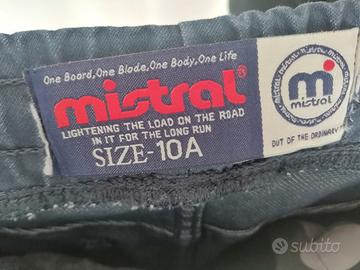 One Board, One Blade, One Body, One Life
mistral®
LIGHTENING THE LOAD ON THE ROAD
IN IT FOR THE LONG RUN
SIZE-10A
m
mistral
OUT OF THE ORDINARY
subito